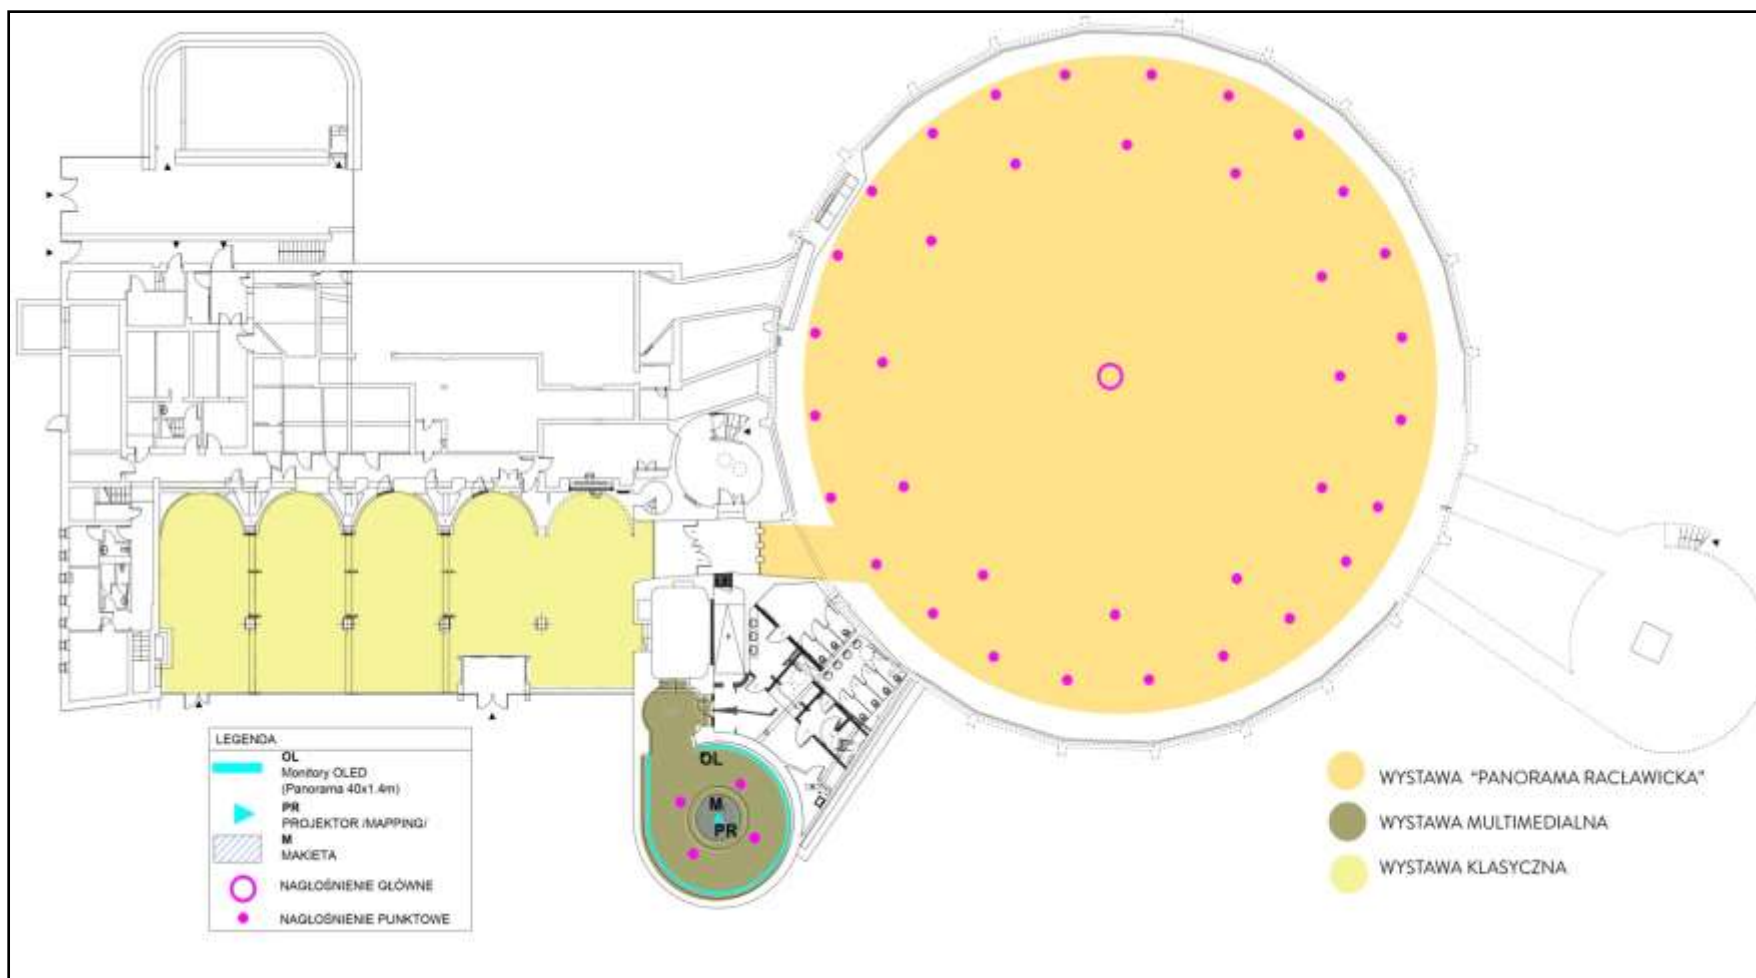 LEGENDA
OL
Monitory OLED
(Panorama 40x1.4m)
PR
PROJEKTOR /MAPPING/
M
MAKIETA
NAGŁOŚNIENIE GŁÓWNE
NAGŁOŚNIENIE PUNKTOWE
OL
M
PR
WYSTAWA "PANORAMA RACŁAWICKA"
WYSTAWA MULTIMEDIALNA
WYSTAWA KLASYCZNA